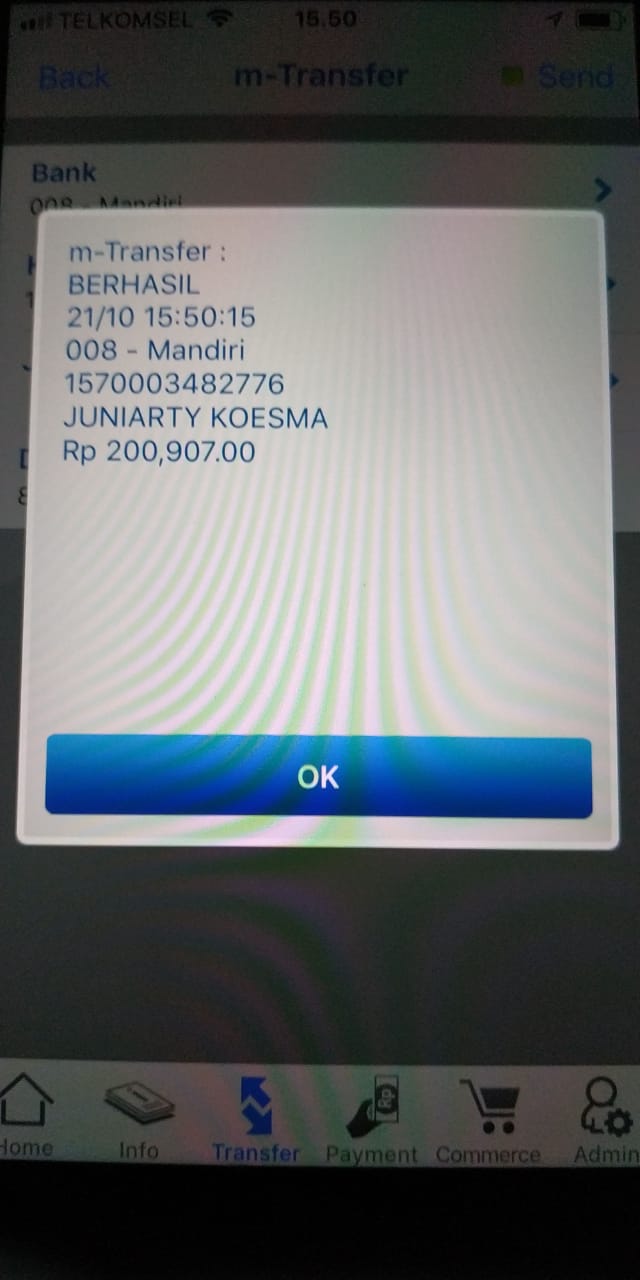 TELKOMSEL 15.50
Back m-Transfer Send
Bank
008 - Mandiri
m-Transfer :
BERHASIL
21/10 15:50:15
008 - Mandiri
1570003482776
JUNIARTY KOESMA
Rp 200,907.00
OK
Rp
Home Info Transfer Payment Commerce Admin